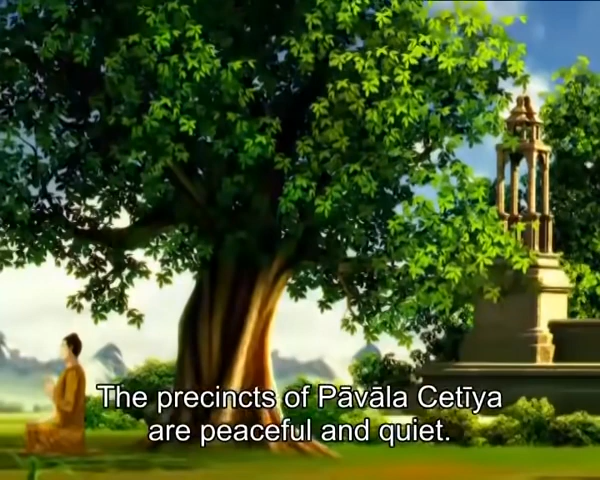 The precincts of Pāvāla Cetīya
are peaceful and quiet.